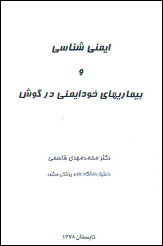 ایمنی شناسی
و
بیماریهای خودایمنی در گوش
دکتر محمدمهدی قاسمی
دانشگاه علوم پزشکی مشهد
تابستان ۱۳۷۸